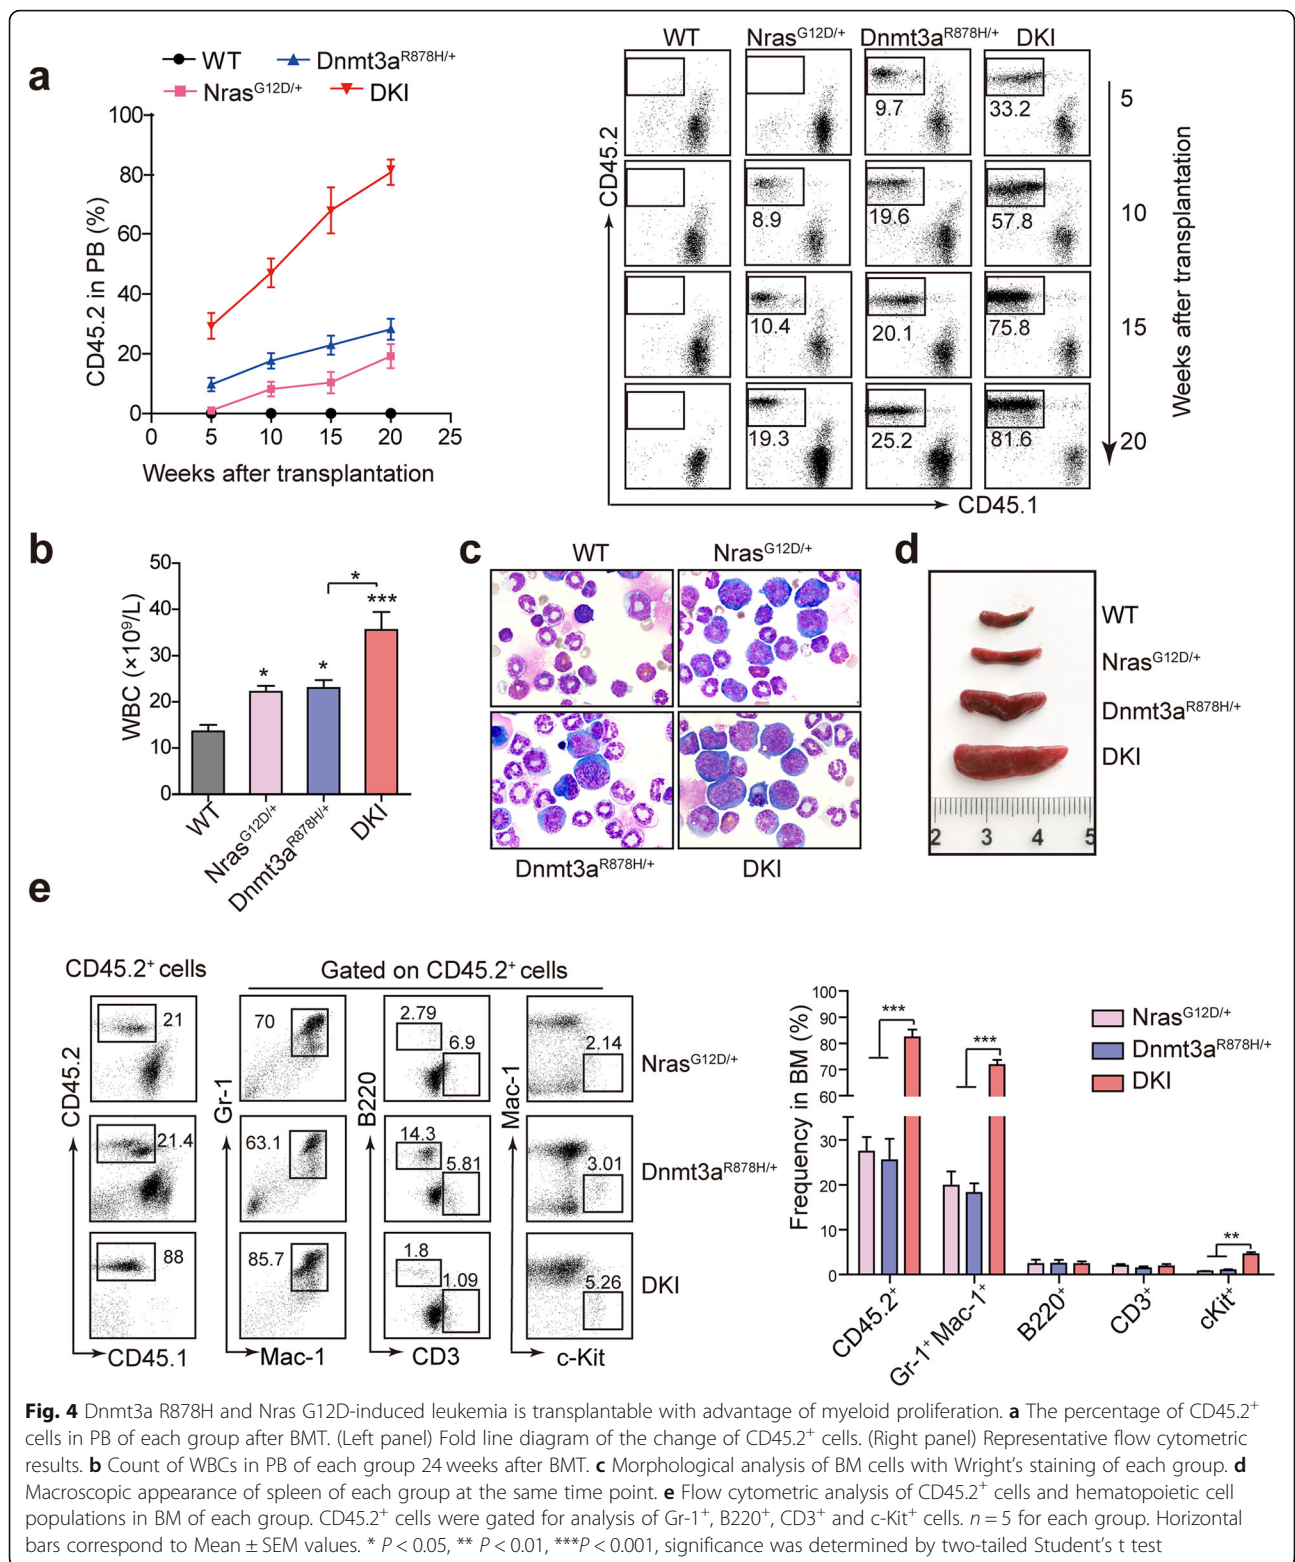 a
WT
Dnmt3a^R878H/+
Nras^G12D/+
DKI
100
80
60
40
20
0
CD45.2 in PB (%)
0 5 10 15 20 25
Weeks after transplantation
WT Nras^G12D/+ Dnmt3a^R878H/+ DKI
9.7 33.2
8.9 19.6 57.8
10.4 20.1 75.8
19.3 25.2 81.6
CD45.2
CD45.1
5
10
15
20
Weeks after transplantation
b
50
40
30
20
10
0
WBC (×10⁹/L)
* * * ***
WT Nras^G12D/+ Dnmt3a^R878H/+ DKI
c
WT Nras^G12D/+
Dnmt3a^R878H/+ DKI
d
WT
Nras^G12D/+
Dnmt3a^R878H/+
DKI
2 3 4 5
e
CD45.2⁺ cells Gated on CD45.2⁺ cells
21 70 2.79 6.9 2.14 Nras^G12D/+
21.4 63.1 14.3 5.81 3.01 Dnmt3a^R878H/+
88 85.7 1.8 1.09 5.26 DKI
CD45.2 Gr-1 B220 Mac-1
CD45.1 Mac-1 CD3 c-Kit
100
90
80
70
60
30
20
10
0
Frequency in BM (%)
*** *** **
Nras^G12D/+
Dnmt3a^R878H/+
DKI
CD45.2⁺ Gr-1⁺ Mac-1⁺ B220⁺ CD3⁺ cKit⁺
Fig. 4 Dnmt3a R878H and Nras G12D-induced leukemia is transplantable with advantage of myeloid proliferation. a The percentage of CD45.2⁺
cells in PB of each group after BMT. (Left panel) Fold line diagram of the change of CD45.2⁺ cells. (Right panel) Representative flow cytometric
results. b Count of WBCs in PB of each group 24 weeks after BMT. c Morphological analysis of BM cells with Wright's staining of each group. d
Macroscopic appearance of spleen of each group at the same time point. e Flow cytometric analysis of CD45.2⁺ cells and hematopoietic cell
populations in BM of each group. CD45.2⁺ cells were gated for analysis of Gr-1⁺, B220⁺, CD3⁺ and c-Kit⁺ cells. n = 5 for each group. Horizontal
bars correspond to Mean ± SEM values. * P < 0.05, ** P < 0.01, ***P < 0.001, significance was determined by two-tailed Student's t test